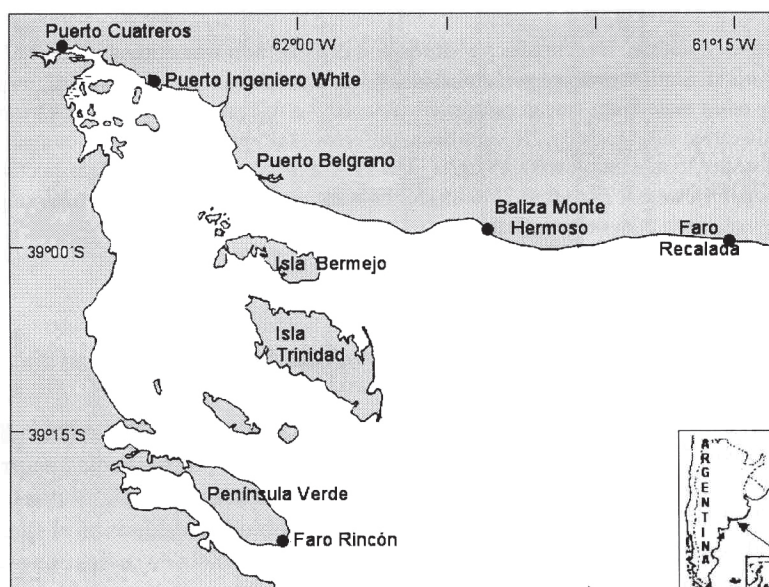 Puerto Cuatreros
62°00´W
61°15´W
Puerto Ingeniero White
Puerto Belgrano
Baliza Monte
Hermoso
Faro
Recalada
39°00´S
Isla Bermejo
Isla
Trinidad
39°15´S
Península Verde
Faro Rincón
ARGENTINA